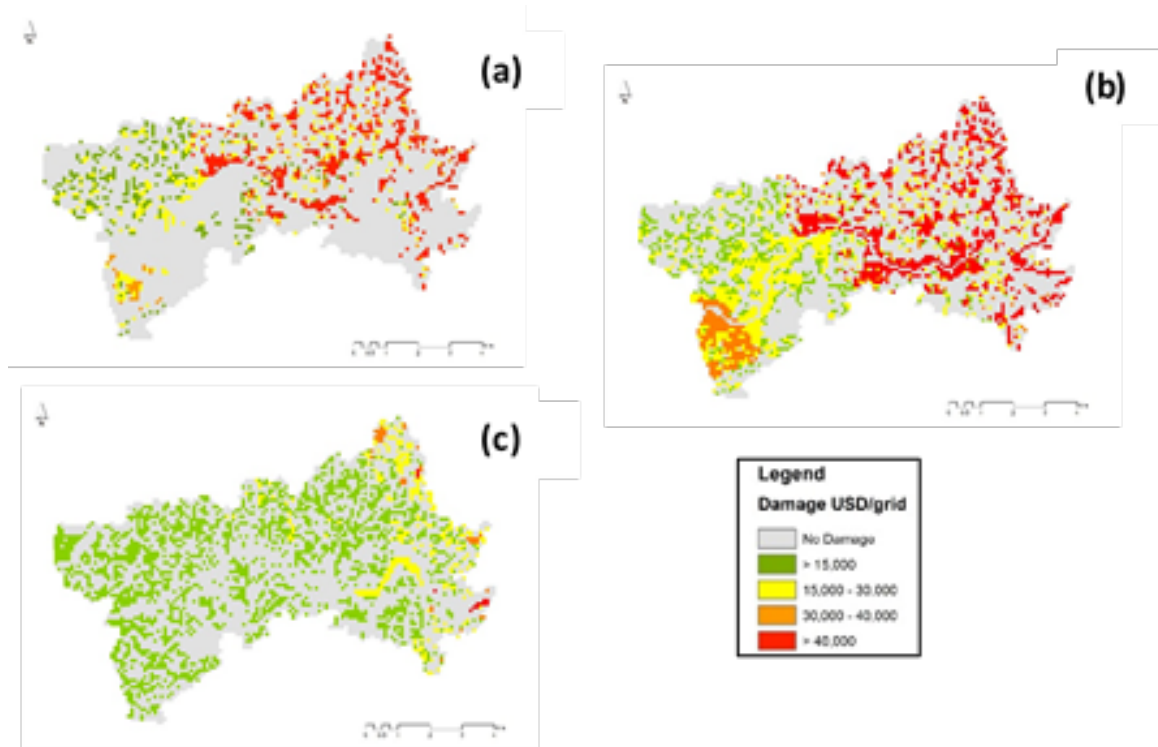 (a)
(b)
(c)
Legend
Damage USD/grid
No Damage
> 15,000
15,000 - 30,000
30,000 - 40,000
> 40,000